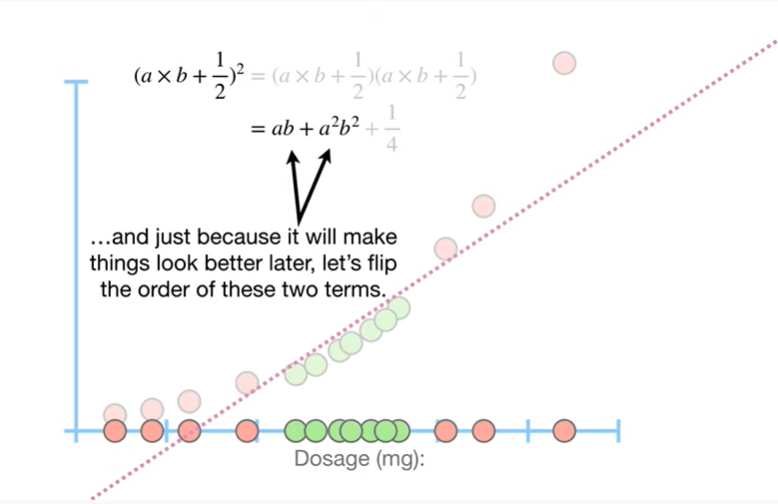 (a × b + 1/2)² = (a × b + 1/2)(a × b + 1/2)
= ab + a²b² + 1/4
...and just because it will make
things look better later, let's flip
the order of these two terms.
Dosage (mg):